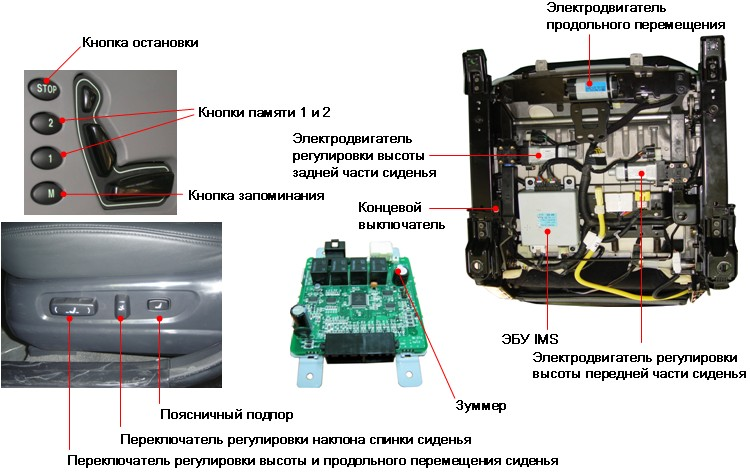 Электродвигатель
продольного перемещения
Кнопка остановки
STOP
2
Кнопки памяти 1 и 2
1
Электродвигатель
регулировки высоты
задней части сиденья
M
Кнопка запоминания
Концевой
выключатель
ЭБУ IMS
Электродвигатель регулировки
высоты передней части сиденья
Зуммер
Поясничный подпор
Переключатель регулировки наклона спинки сиденья
Переключатель регулировки высоты и продольного перемещения сиденья